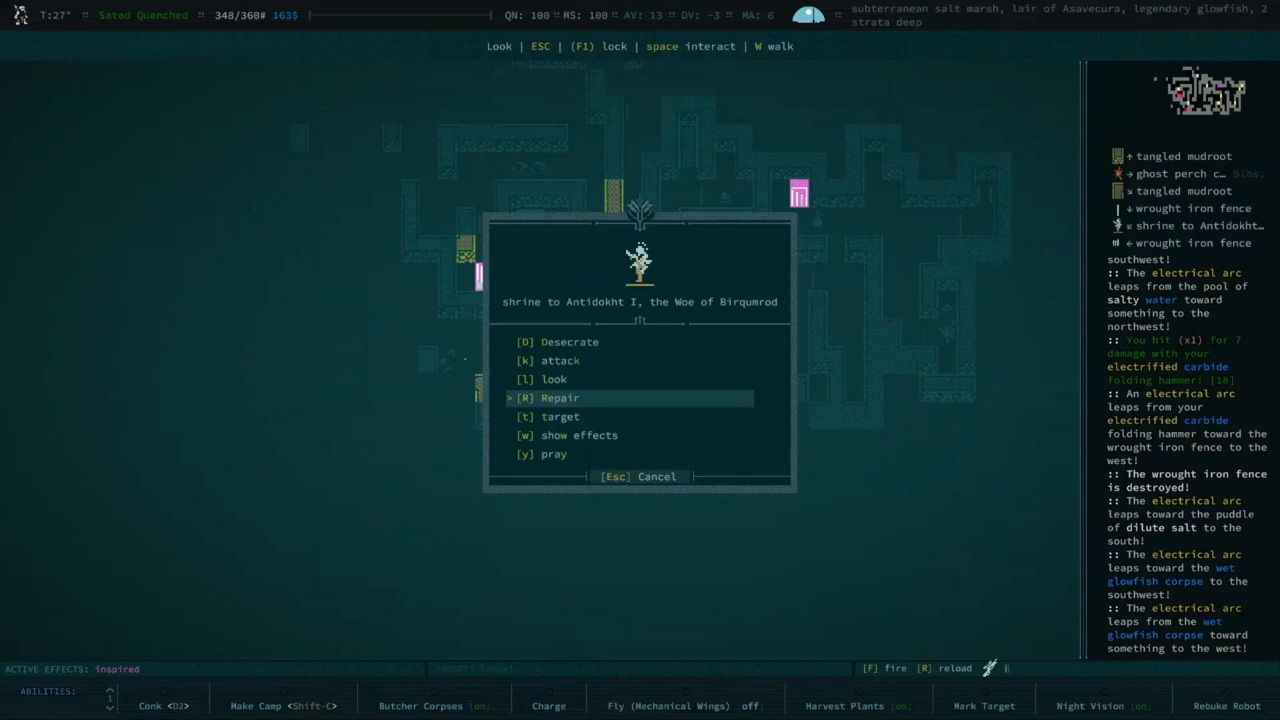 T:27° :: Sated Quenched :: 348/360# 163$ QN: 100 :: MS: 100 :: AV: 13 :: DV: -3 :: MA: 6 :: subterranean salt marsh, lair of Asavecura, legendary glowfish, 2
strata deep
Look | ESC | (F1) lock | space interact | W walk
shrine to Antidokht I, the Woe of Birqumrod
[D] Desecrate
[k] attack
[l] look
> [R] Repair
[t] target
[w] show effects
[y] pray
[Esc] Cancel
↑ tangled mudroot
→ ghost perch c… 5lbs.
↘ tangled mudroot
↓ wrought iron fence
↙ shrine to Antidokht…
← wrought iron fence
southwest!
:: The electrical arc
leaps from the pool of
salty water toward
something to the
northwest!
:: You hit (x1) for 7
damage with your
electrified carbide
folding hammer! [18]
:: An electrical arc
leaps from your
electrified carbide
folding hammer toward the
wrought iron fence to the
west!
:: The wrought iron fence
is destroyed!
:: The electrical arc
leaps toward the puddle
of dilute salt to the
south!
:: The electrical arc
leaps toward the wet
glowfish corpse to the
southwest!
:: The electrical arc
leaps from the wet
glowfish corpse toward
something to the west!
ACTIVE EFFECTS: inspired
TARGET: [none]
[F] fire [R] reload
ABILITIES:
1
Conk <D2>
Make Camp <Shift-C>
Butcher Corpses [on]
Charge
Fly (Mechanical Wings) off
Harvest Plants [on]
Mark Target
Night Vision [on]
Rebuke Robot